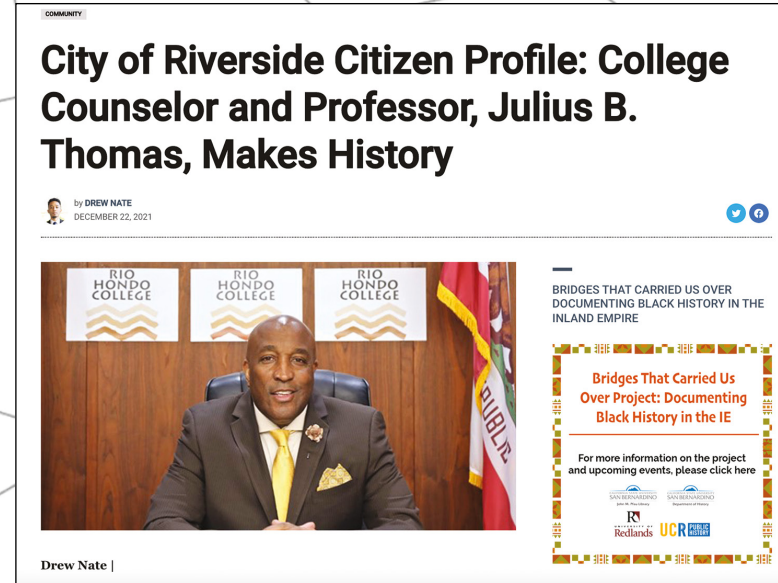 COMMUNITY
City of Riverside Citizen Profile: College
Counselor and Professor, Julius B.
Thomas, Makes History
by DREW NATE
DECEMBER 22, 2021
RIO
HONDO
COLLEGE
RIO
HONDO
COLLEGE
RIO
HONDO
COLLEGE
PUBLIC
Drew Nate |
BRIDGES THAT CARRIED US OVER
DOCUMENTING BLACK HISTORY IN THE
INLAND EMPIRE
Bridges That Carried Us
Over Project: Documenting
Black History in the IE
For more information on the project
and upcoming events, please click here
SAN BERNARDINO
SAN BERNARDINO
Department of History
UNIVERSITY OF
Redlands
UCR PUBLIC
HISTORY